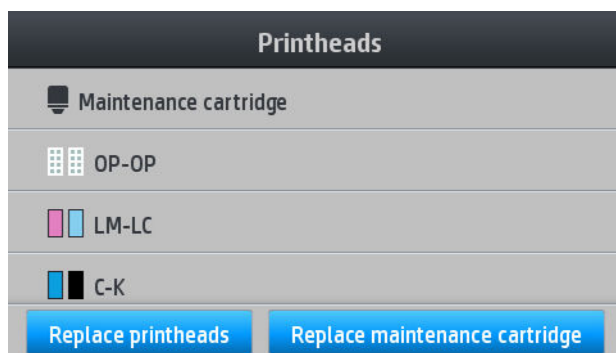 Printheads
Maintenance cartridge
OP-OP
LM-LC
C-K
Replace printheads Replace maintenance cartridge